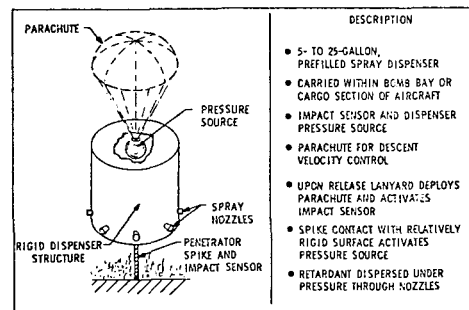 PARACHUTE
PRESSURE
SOURCE
SPRAY
NOZZLES
RIGID DISPENSER
STRUCTURE
PENETRATOR
SPIKE AND
IMPACT SENSOR
DESCRIPTION
• 5- TO 25-GALLON,
PREFILLED SPRAY DISPENSER
• CARRIED WITHIN BOMB BAY OR
CARGO SECTION OF AIRCRAFT
• IMPACT SENSOR AND DISPENSER
PRESSURE SOURCE
• PARACHUTE FOR DESCENT
VELOCITY CONTROL
• UPON RELEASE LANYARD DEPLOYS
PARACHUTE AND ACTIVATES
IMPACT SENSOR
• SPIKE CONTACT WITH RELATIVELY
RIGID SURFACE ACTIVATES
PRESSURE SOURCE
• RETARDANT DISPERSED UNDER
PRESSURE THROUGH NOZZLES